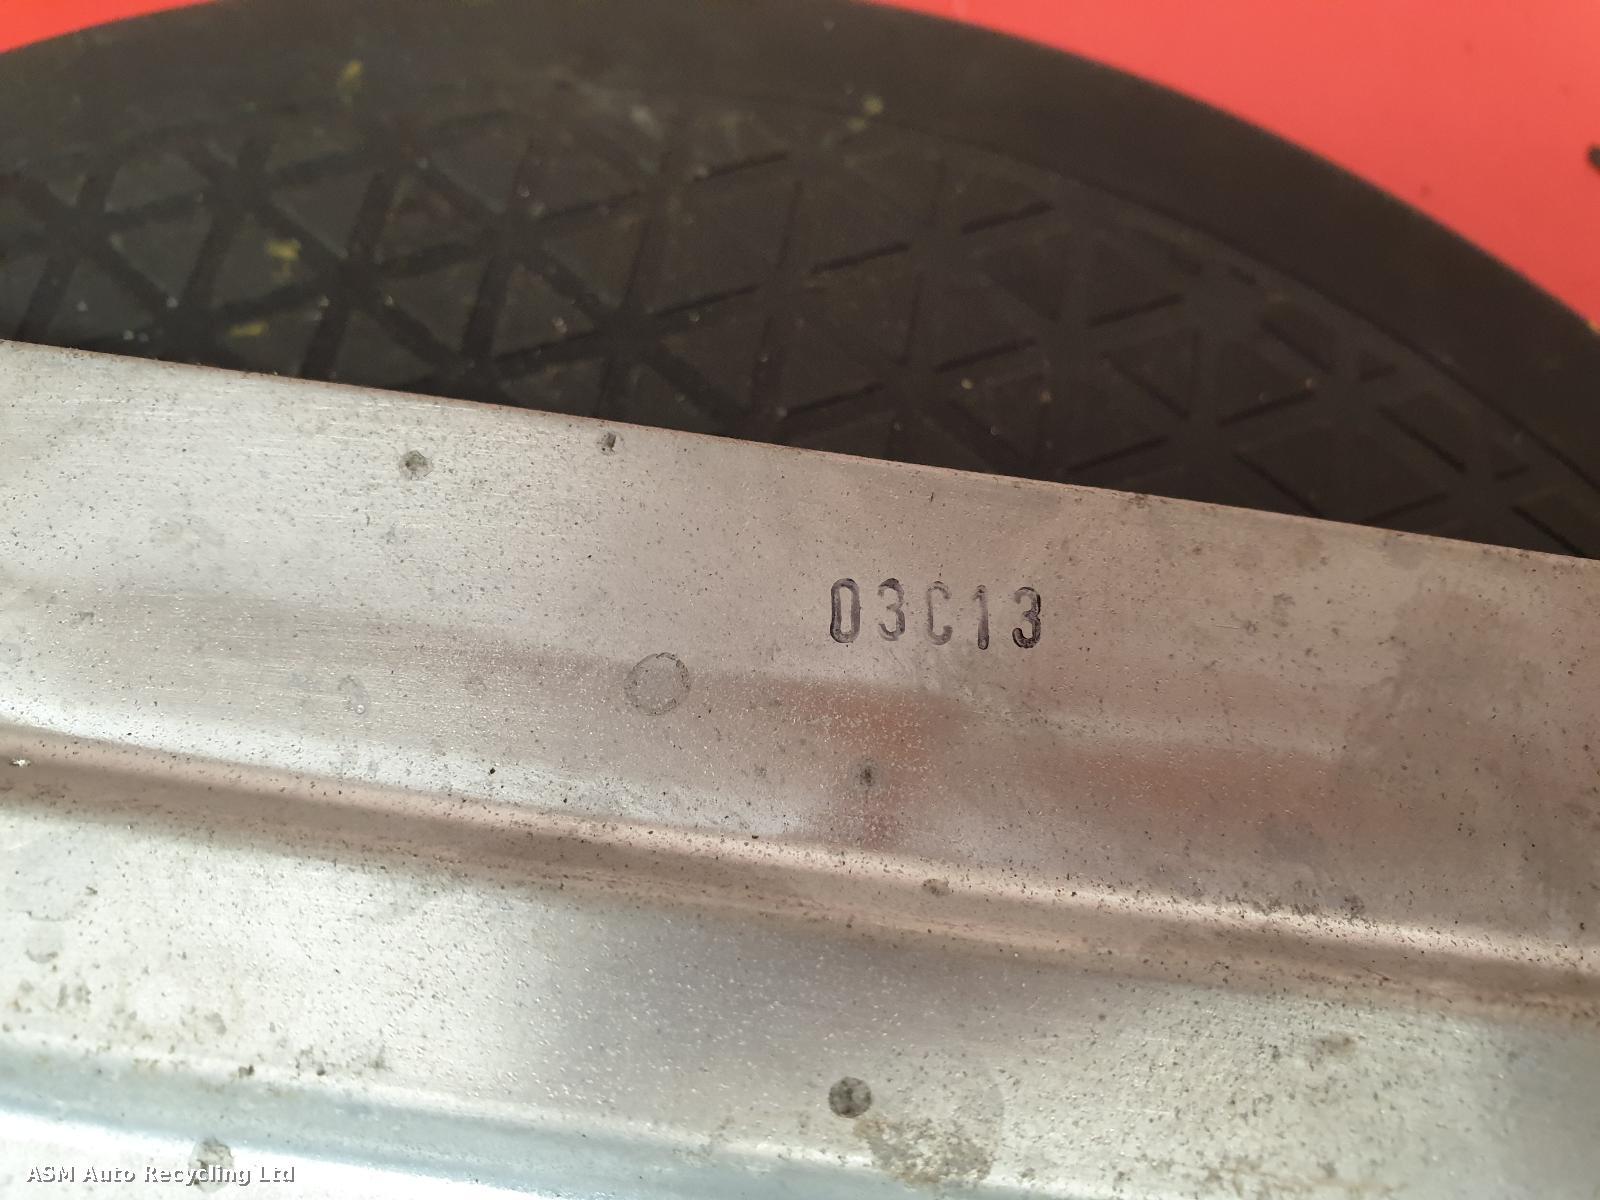 03C13
ASM Auto Recycling Ltd